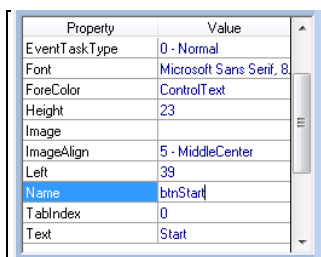 Property Value
EventTaskType 0 - Normal
Font Microsoft Sans Serif, 8.
ForeColor ControlText
Height 23
Image
ImageAlign 5 - MiddleCenter
Left 39
Name btnStart
TabIndex 0
Text Start